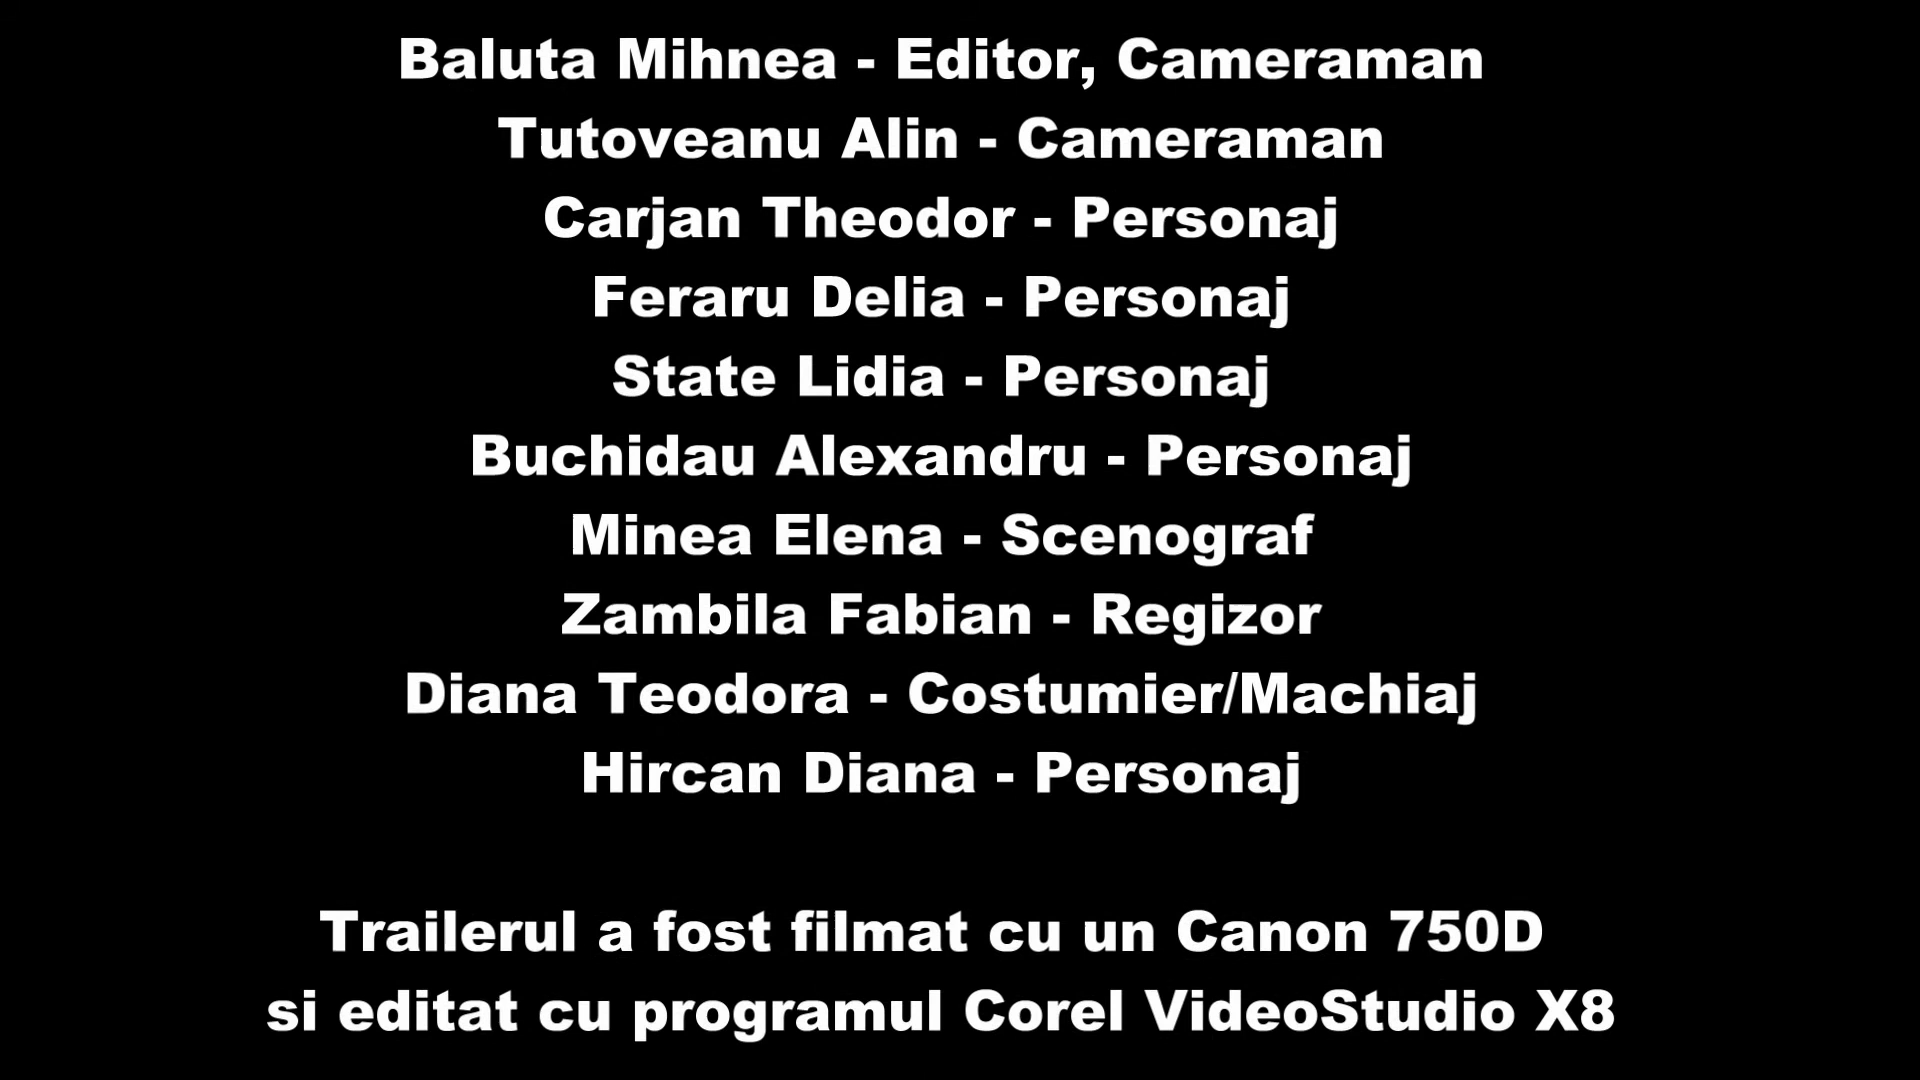 Baluta Mihnea - Editor, Cameraman
Tutoveanu Alin - Cameraman
Carjan Theodor - Personaj
Feraru Delia - Personaj
State Lidia - Personaj
Buchidau Alexandru - Personaj
Minea Elena - Scenograf
Zambila Fabian - Regizor
Diana Teodora - Costumier/Machiaj
Hircan Diana - Personaj
Trailerul a fost filmat cu un Canon 750D
si editat cu programul Corel VideoStudio X8